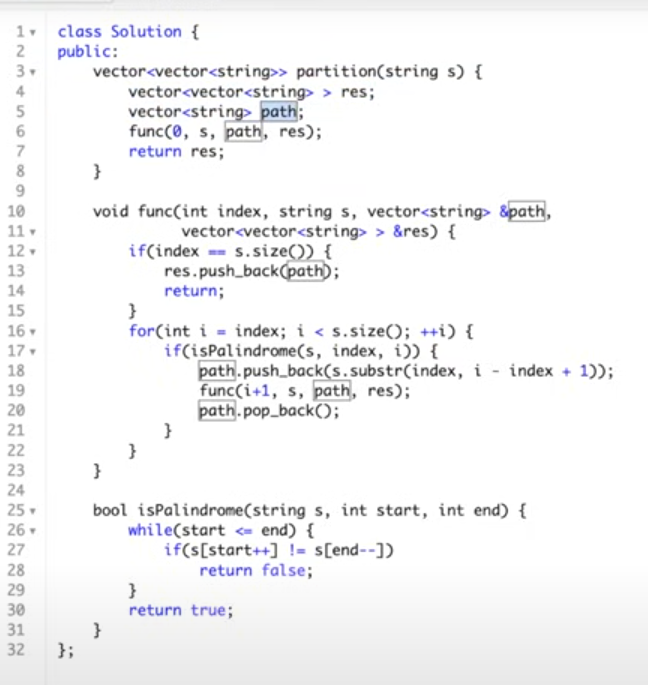 1 class Solution {
2 public:
3     vector<vector<string>> partition(string s) {
4         vector<vector<string> > res;
5         vector<string> path;
6         func(0, s, path, res);
7         return res;
8     }
9
10     void func(int index, string s, vector<string> &path,
11               vector<vector<string> > &res) {
12         if(index == s.size()) {
13             res.push_back(path);
14             return;
15         }
16         for(int i = index; i < s.size(); ++i) {
17             if(isPalindrome(s, index, i)) {
18                 path.push_back(s.substr(index, i - index + 1));
19                 func(i+1, s, path, res);
20                 path.pop_back();
21             }
22         }
23     }
24
25     bool isPalindrome(string s, int start, int end) {
26         while(start <= end) {
27             if(s[start++] != s[end--])
28                 return false;
29         }
30         return true;
31     }
32 };